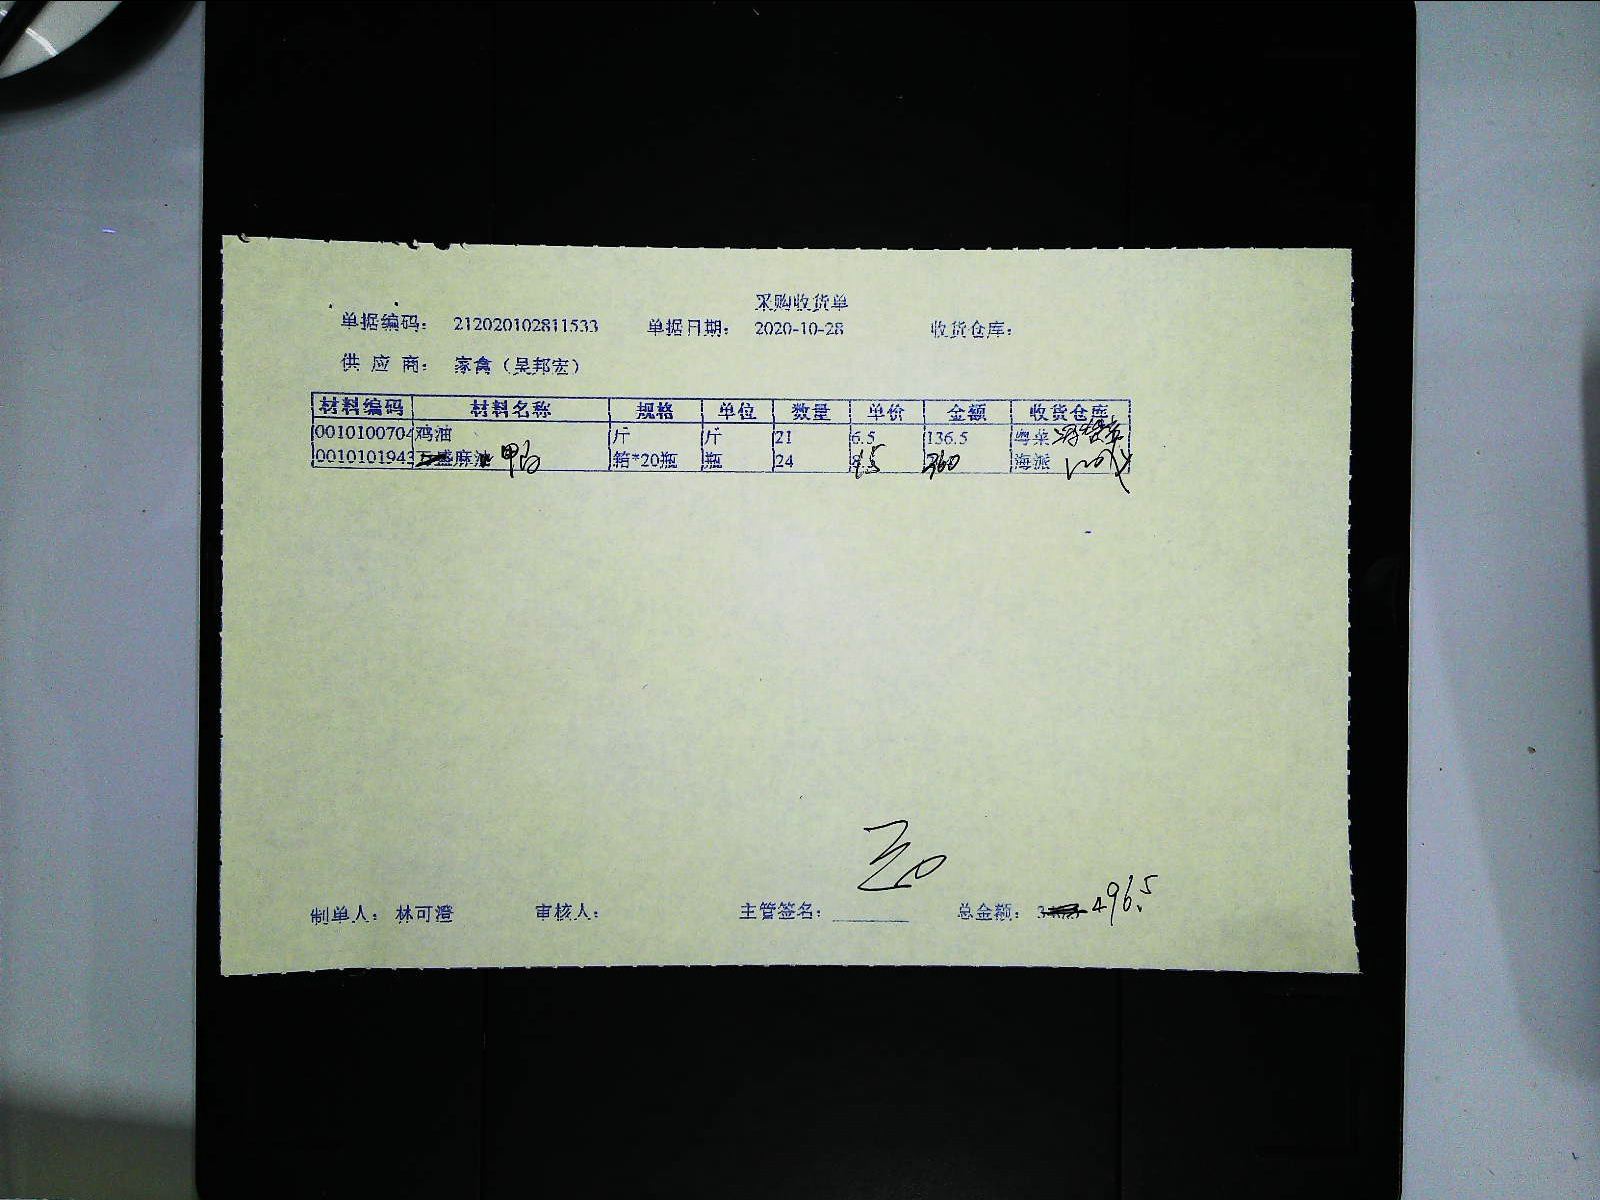 采购收货单
单据编码： 212020102811533 单据日期： 2020-10-28 收货仓库：
供 应 商： 家禽（吴邦宏）
材料编码 材料名称 规格 单位 数量 单价 金额 收货仓库
0010100704 鸡油 斤 斤 21 6.5 136.5 粤菜
0010101943 麻油 箱*20瓶 瓶 24 15 360 海派
制单人： 林可澄 审核人： 主管签名： 总金额： 496.5